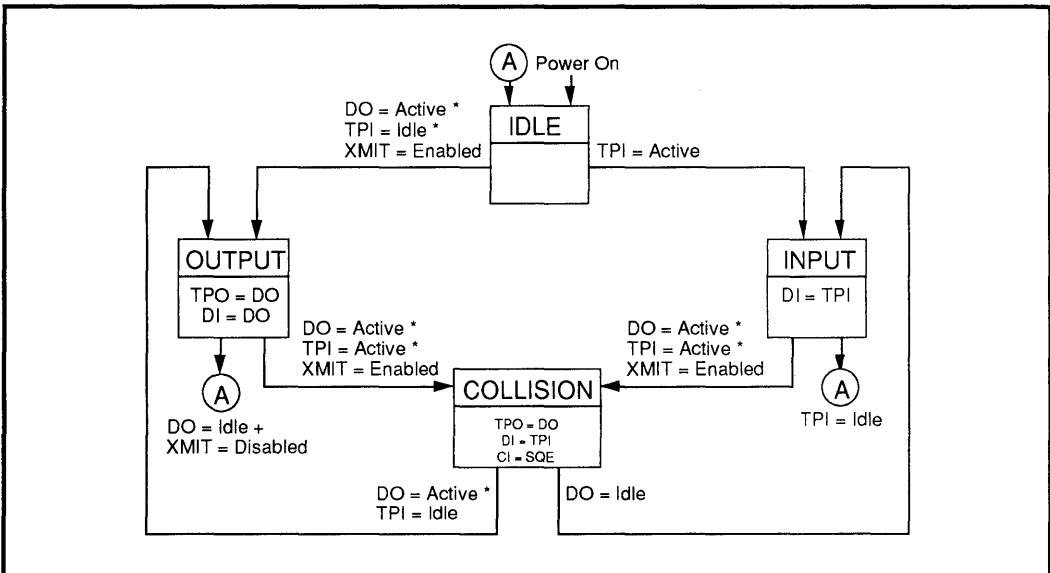 A Power On
DO = Active *
TPI = Idle *
XMIT = Enabled
IDLE
TPI = Active
OUTPUT
TPO = DO
DI = DO
INPUT
DI = TPI
DO = Active *
TPI = Active *
XMIT = Enabled
DO = Active *
TPI = Active *
XMIT = Enabled
A
DO = Idle +
XMIT = Disabled
COLLISION
TPO = DO
DI = TPI
CI = SQE
A
TPI = Idle
DO = Active *
TPI = Idle
DO = Idle